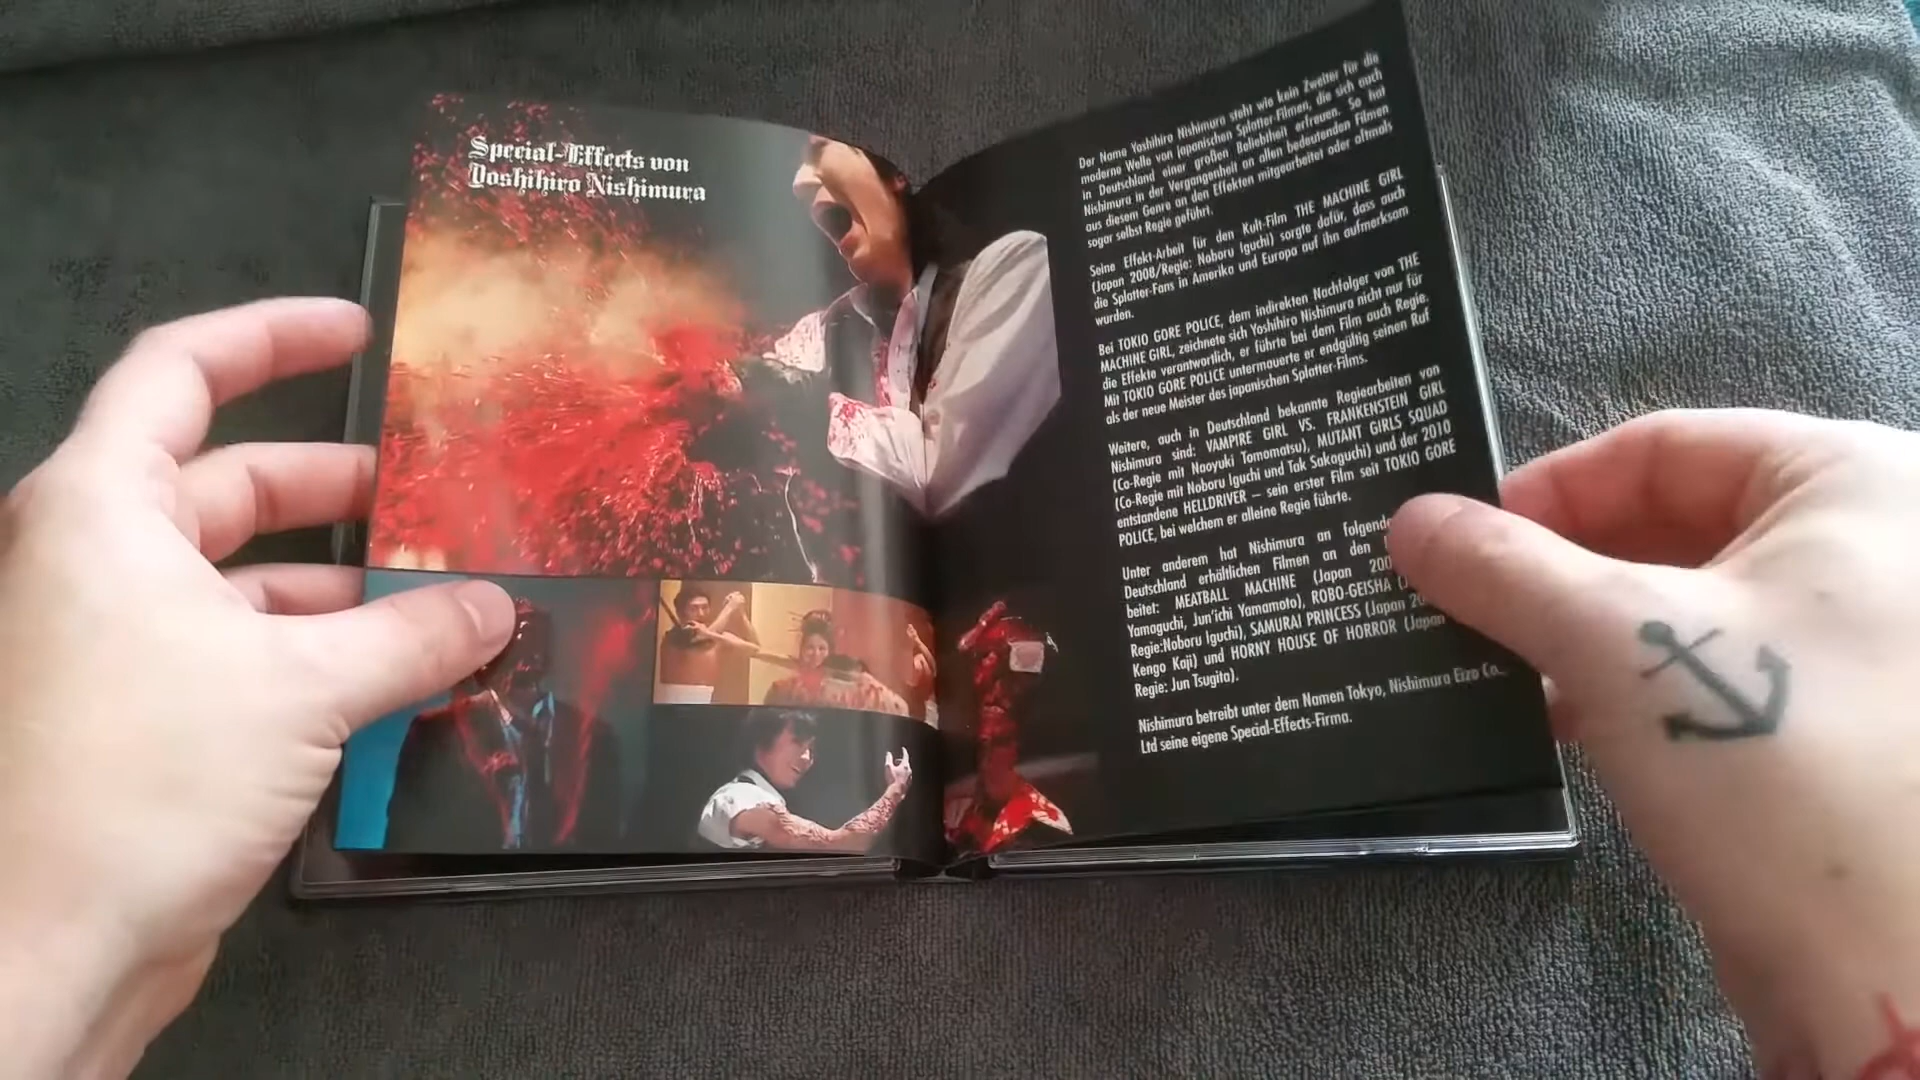 Special-Effects von
Yoshihiro Nishimura
Der Name Yoshihiro Nishimura steht wie kein Zweiter für die
moderne Welle von japanischen Splatter-Filmen, die sich auch
in Deutschland einer großen Beliebtheit erfreuen. So hat
Nishimura in der Vergangenheit an allen bedeutenden Filmen
aus diesem Genre an den Effekten mitgearbeitet oder oftmals
sogar selbst Regie geführt.
Seine Effekt-Arbeit für den Kult-Film THE MACHINE GIRL
(Japan 2008/Regie: Noboru Iguchi) sorgte dafür, dass auch
die Splatter-Fans in Amerika und Europa auf ihn aufmerksam
wurden.
Bei TOKIO GORE POLICE, dem indirekten Nachfolger von THE
MACHINE GIRL, zeichnete sich Yoshihiro Nishimura nicht nur für
die Effekte verantwortlich, er führte bei dem Film auch Regie.
Mit TOKIO GORE POLICE untermauerte er endgültig seinen Ruf
als der neue Meister des japanischen Splatter-Films.
Weitere, auch in Deutschland bekannte Regiearbeiten von
Nishimura sind: VAMPIRE GIRL VS. FRANKENSTEIN GIRL
(Co-Regie mit Naoyuki Tomomatsu), MUTANT GIRLS SQUAD
(Co-Regie mit Noboru Iguchi und Tak Sakaguchi) und der 2010
entstandene HELLDRIVER – sein erster Film seit TOKIO GORE
POLICE, bei welchem er alleine Regie führte.
Unter anderem hat Nishimura an folgende
Deutschland erhältlichen Filmen an den
beitet: MEATBALL MACHINE (Japan 200
Yamaguchi, Jun'ichi Yamamoto), ROBO-GEISHA
Regie:Noboru Iguchi), SAMURAI PRINCESS (Japan 20
Kengo Kaji) und HORNY HOUSE OF HORROR (Japan
Regie: Jun Tsugita).
Nishimura betreibt unter dem Namen Tokyo, Nishimura Eizo Co.,
Ltd seine eigene Special-Effects-Firma.